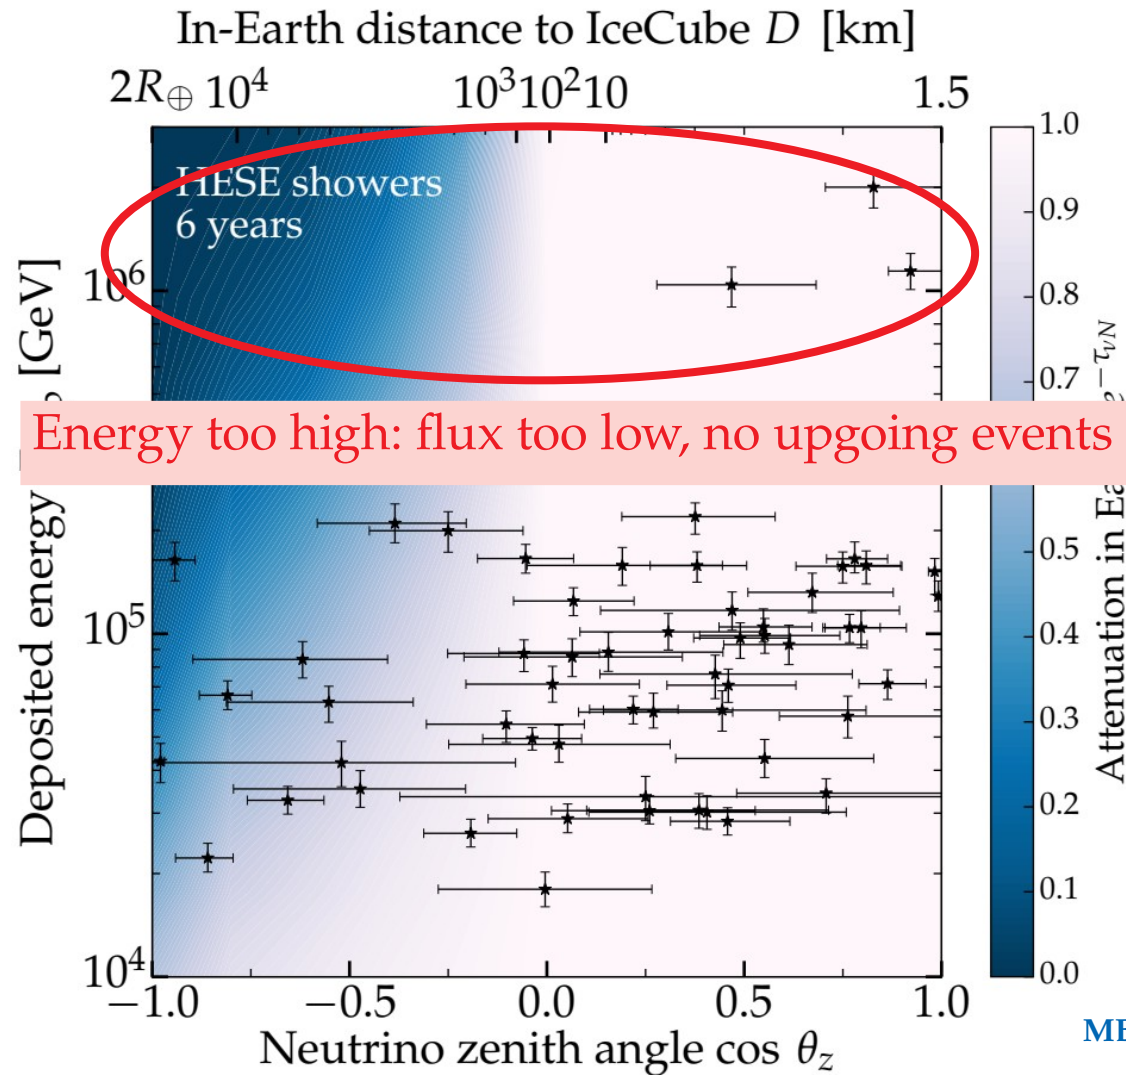 In-Earth distance to IceCube D [km]
2R⊕ 10⁴ 10³10²10 1.5
HESE showers
6 years
10⁶
Energy too high: flux too low, no upgoing events
10⁵
10⁴
Deposited energy [GeV]
−1.0 −0.5 0.0 0.5 1.0
Neutrino zenith angle cos θz
1.0
0.9
0.8
0.7
0.5
0.4
0.3
0.2
0.1
0.0
Attenuation in e^−τνN